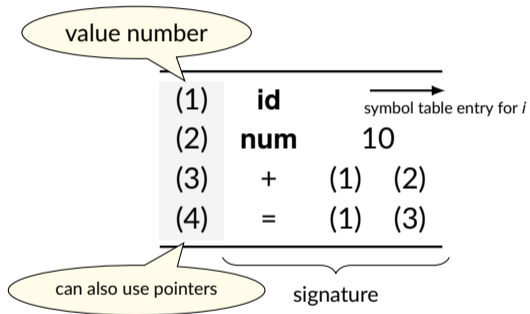 value number
(1) id symbol table entry for i
(2) num 10
(3) + (1) (2)
(4) = (1) (3)
can also use pointers
signature